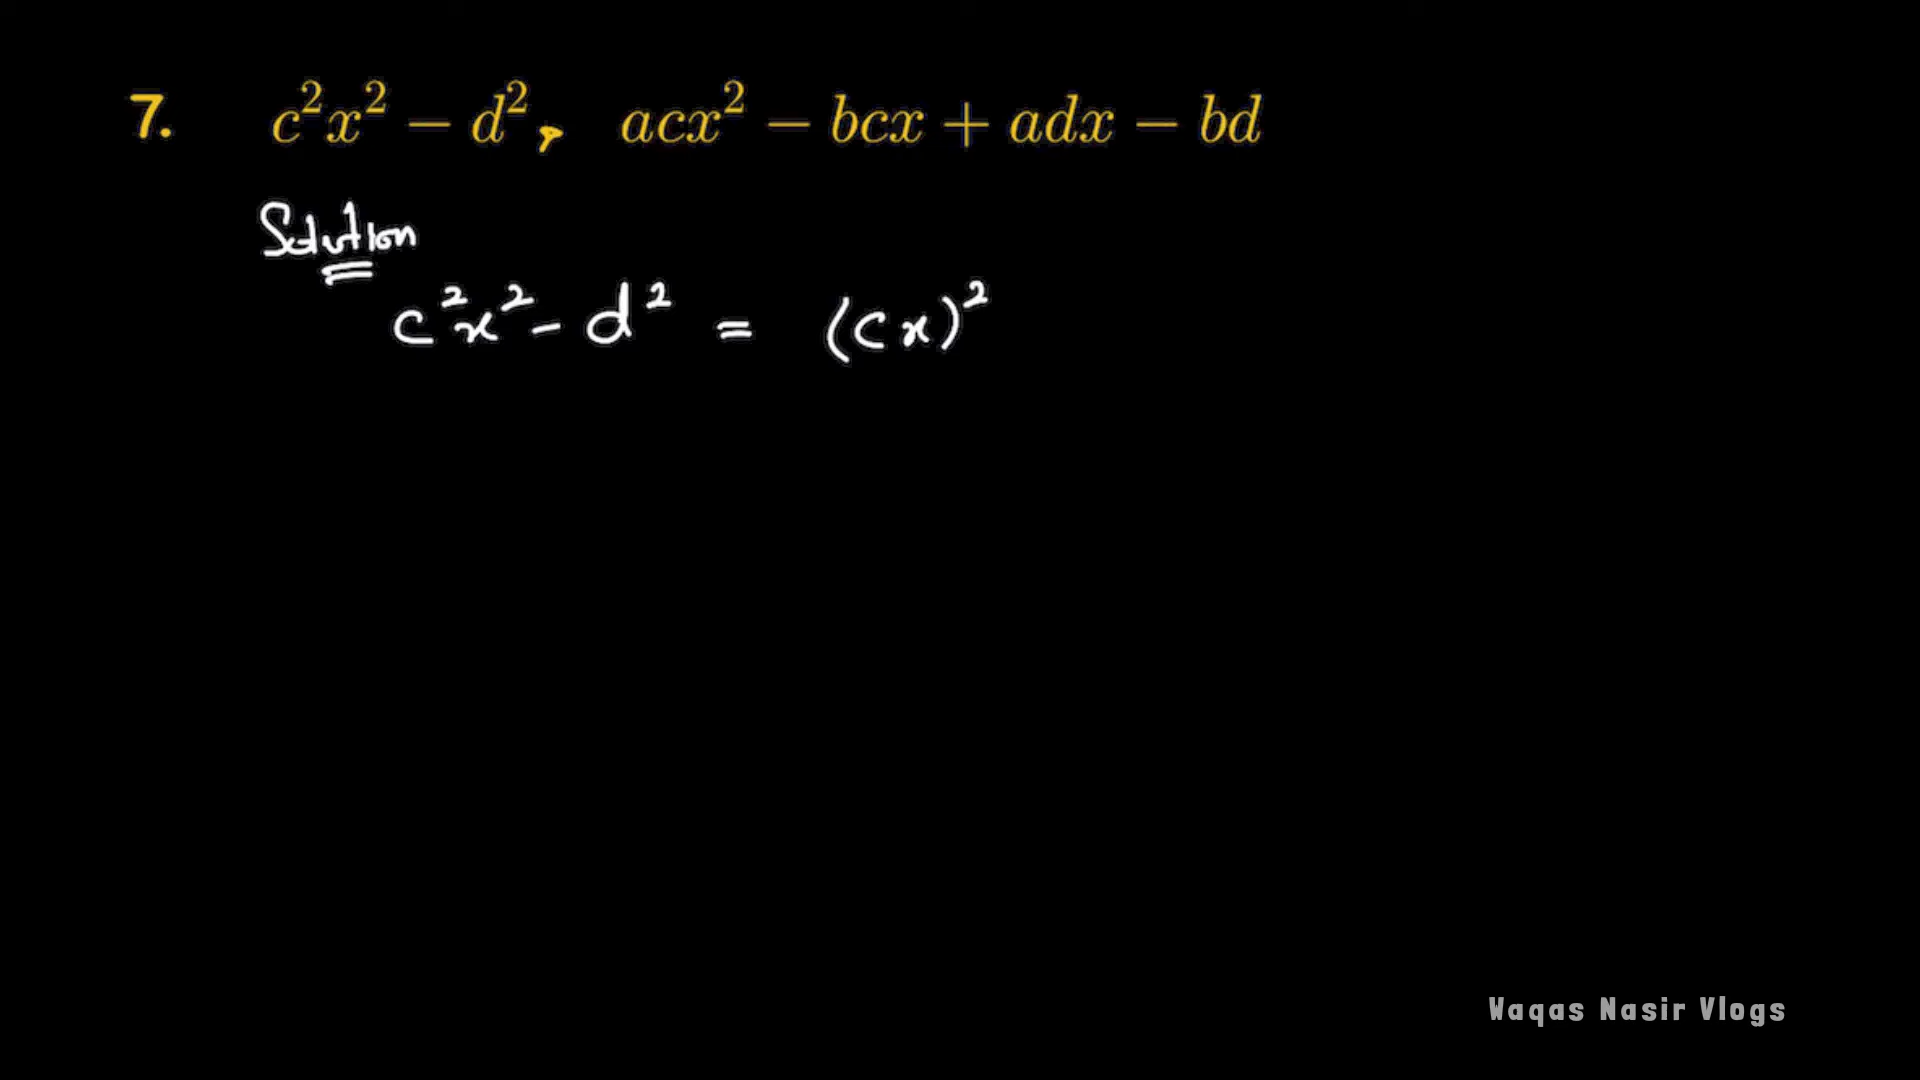 7. c²x² − d², acx² − bcx + adx − bd
Solution
c²x² − d² = (cx)²
Waqas Nasir Vlogs